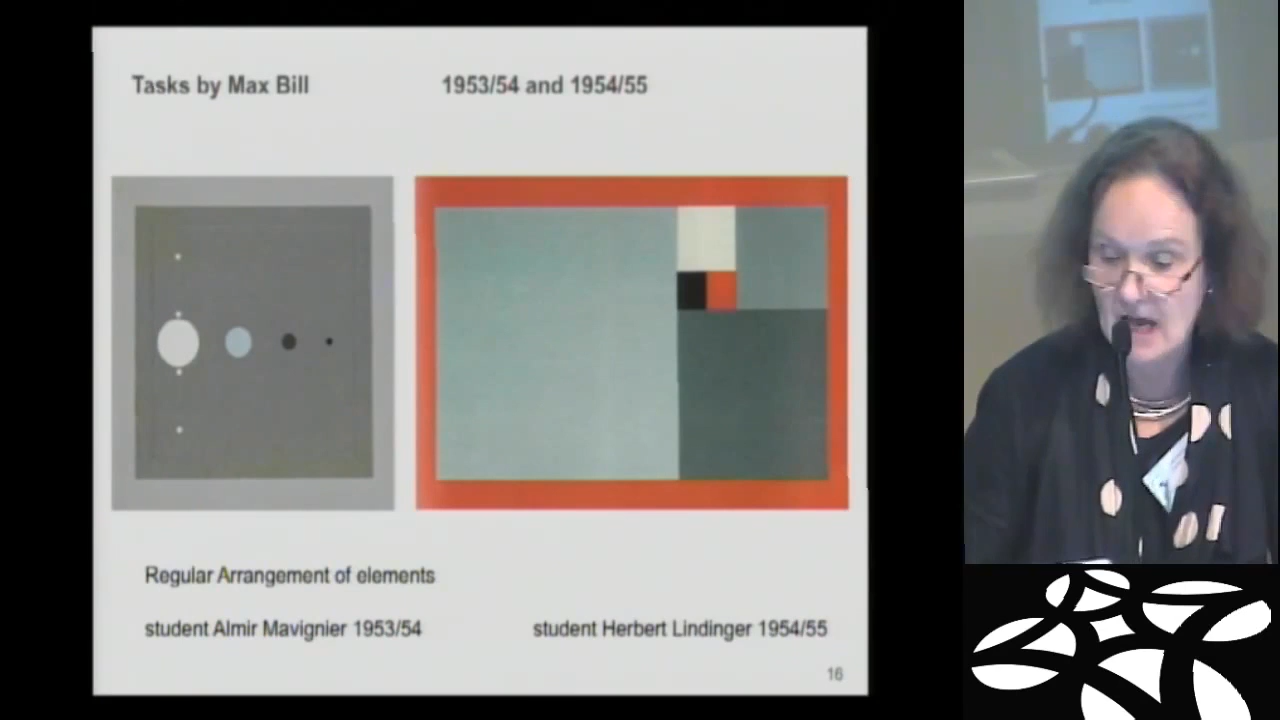 Tasks by Max Bill 1953/54 and 1954/55
Regular Arrangement of elements
student Almir Mavignier 1953/54 student Herbert Lindinger 1954/55
16